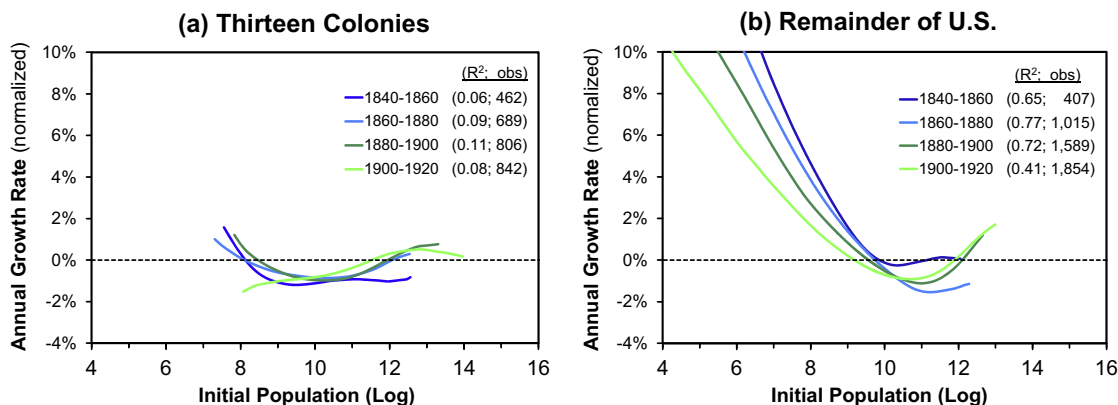 (a) Thirteen Colonies
Annual Growth Rate (normalized)
10%
8%
6%
4%
2%
0%
-2%
-4%
(R²; obs)
1840-1860 (0.06; 462)
1860-1880 (0.09; 689)
1880-1900 (0.11; 806)
1900-1920 (0.08; 842)
4 6 8 10 12 14 16
Initial Population (Log)
(b) Remainder of U.S.
Annual Growth Rate (normalized)
10%
8%
6%
4%
2%
0%
-2%
-4%
(R²; obs)
1840-1860 (0.65; 407)
1860-1880 (0.77; 1,015)
1880-1900 (0.72; 1,589)
1900-1920 (0.41; 1,854)
4 6 8 10 12 14 16
Initial Population (Log)